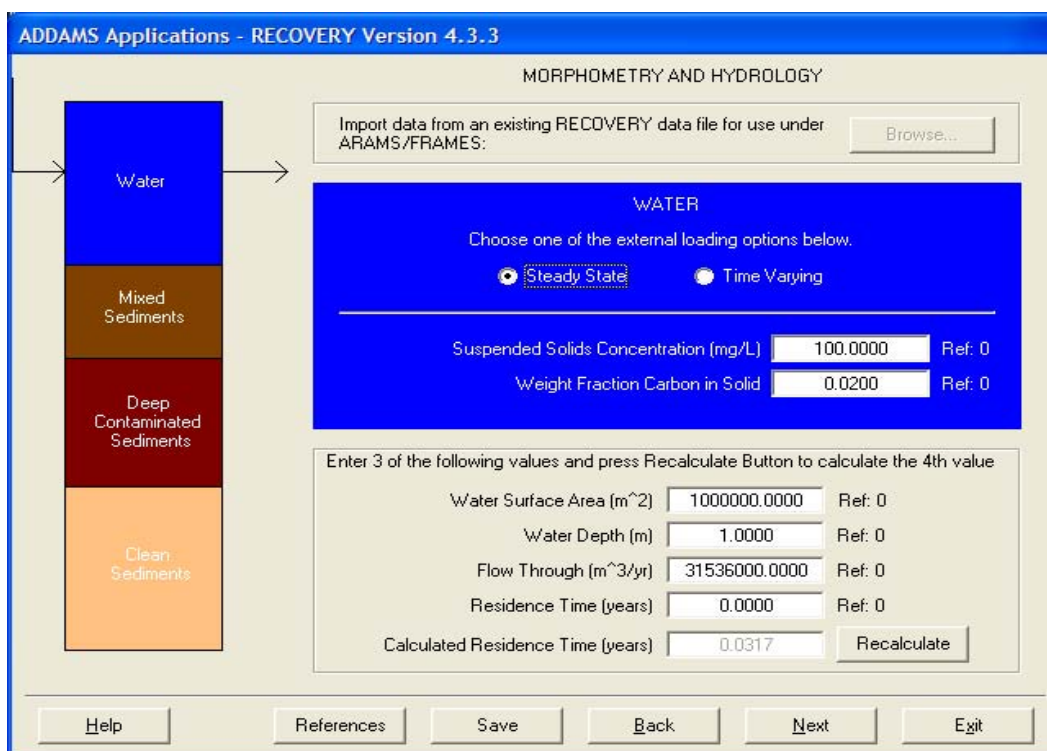 ADDAMS Applications - RECOVERY Version 4.3.3
MORPHOMETRY AND HYDROLOGY
Import data from an existing RECOVERY data file for use under
ARAMS/FRAMES:
Browse...
Water
Mixed
Sediments
Deep
Contaminated
Sediments
Clean
Sediments
WATER
Choose one of the external loading options below.
Steady State Time Varying
Suspended Solids Concentration (mg/L) 100.0000 Ref: 0
Weight Fraction Carbon in Solid 0.0200 Ref: 0
Enter 3 of the following values and press Recalculate Button to calculate the 4th value
Water Surface Area (m^2) 1000000.0000 Ref: 0
Water Depth (m) 1.0000 Ref: 0
Flow Through (m^3/yr) 31536000.0000 Ref: 0
Residence Time (years) 0.0000 Ref: 0
Calculated Residence Time (years) 0.0317 Recalculate
Help References Save Back Next Exit